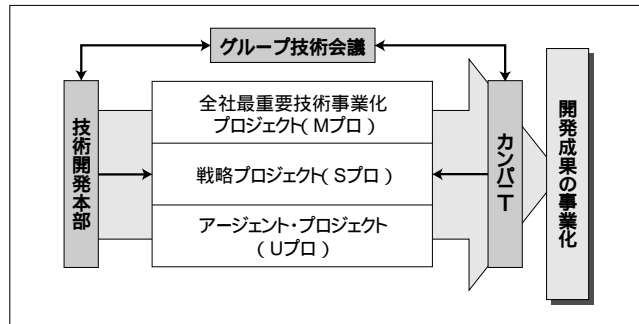 グループ技術会議
技術開発本部
全社最重要技術事業化
プロジェクト(Mプロ)
戦略プロジェクト(Sプロ)
アージェント・プロジェクト
(Uプロ)
カンパニー
開発成果の事業化